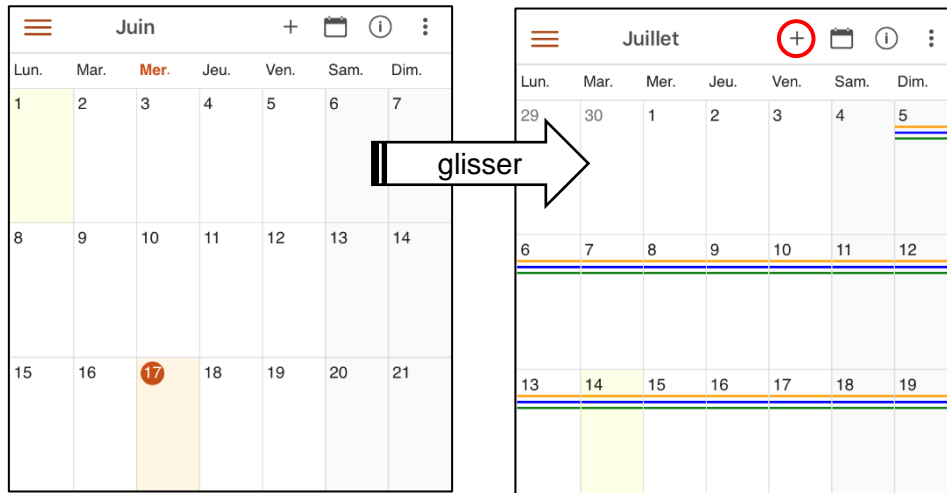 Juin
Lun. Mar. Mer. Jeu. Ven. Sam. Dim.
1 2 3 4 5 6 7
8 9 10 11 12 13 14
15 16 17 18 19 20 21
glisser
Juillet
Lun. Mar. Mer. Jeu. Ven. Sam. Dim.
29 30 1 2 3 4 5
6 7 8 9 10 11 12
13 14 15 16 17 18 19